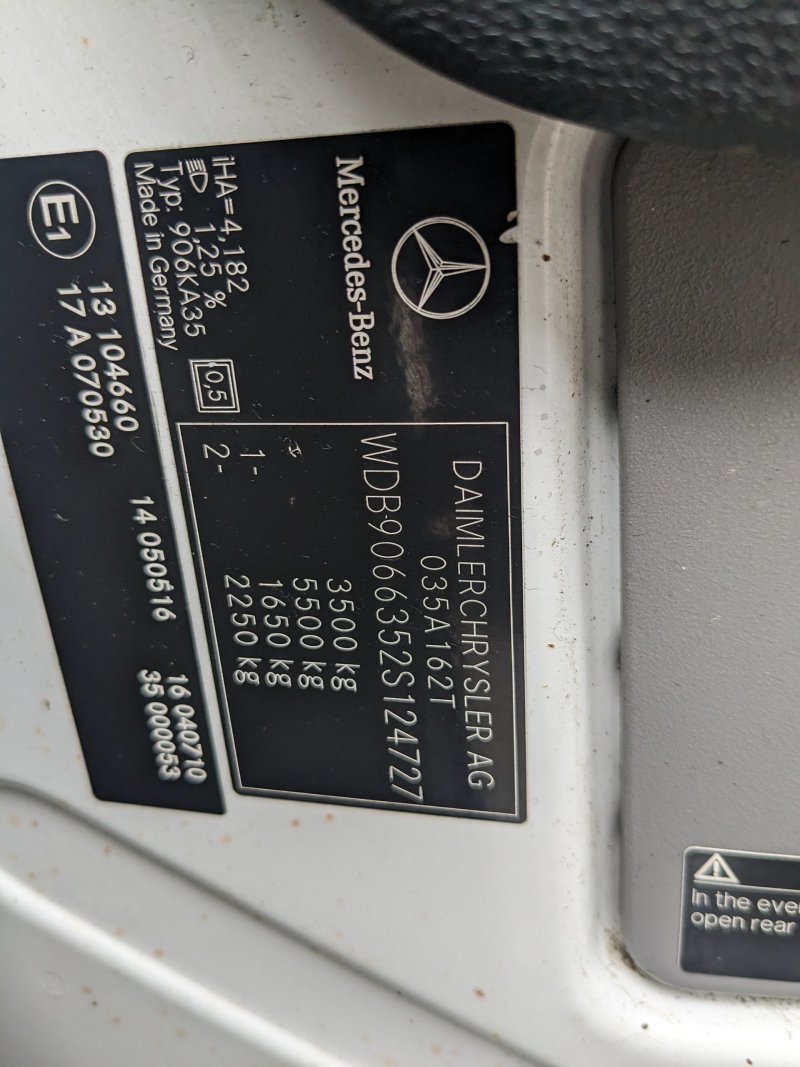 Mercedes-Benz
iHA=4,182
1,25 %
Typ: 906KA35
Made in Germany
0,5
DAIMLERCHRYSLER AG
035A162T
WDB9066352S124727
3500 kg
5500 kg
1- 1650 kg
2- 2250 kg
E1
13 104660
17 A 070530
14 050516
16 040710
35 000053
In the eve
open rear